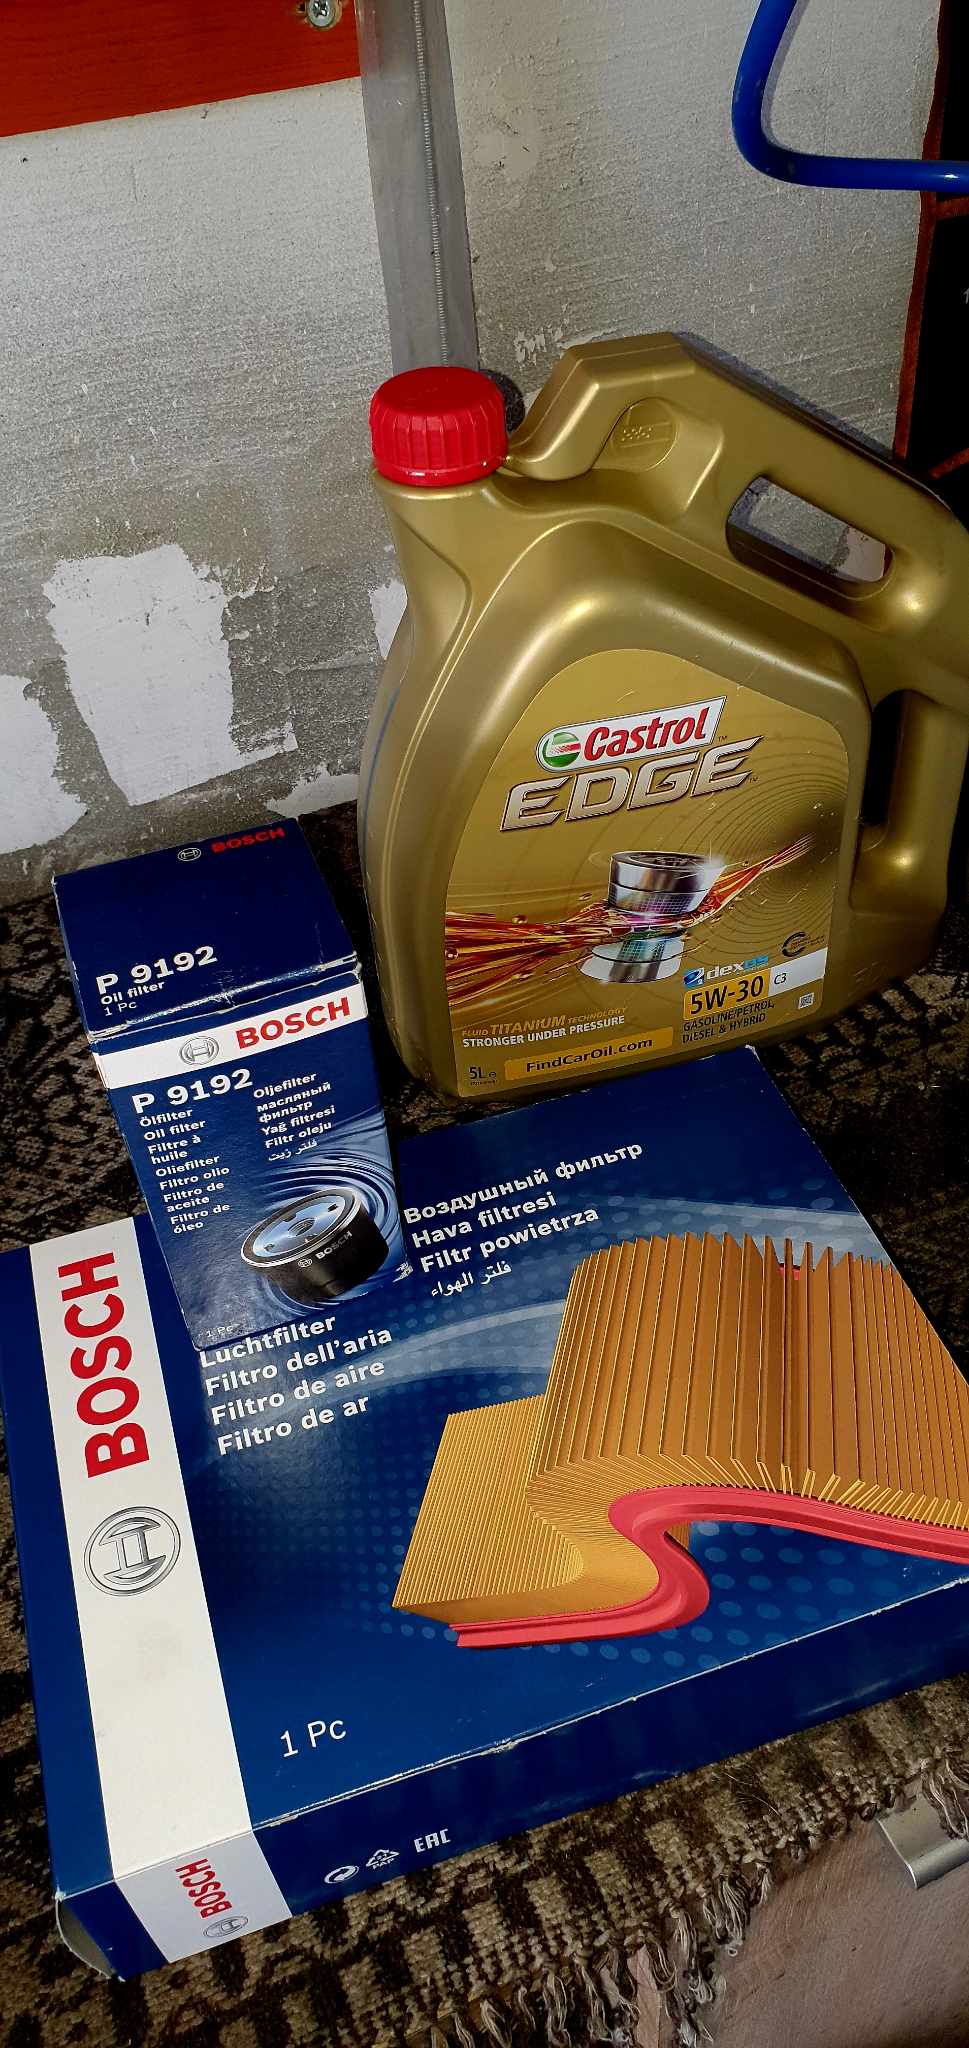 Castrol
EDGE
dexos
5W-30 C3
GASOLINE/PETROL,
DIESEL & HYBRID
FLUID TITANIUM TECHNOLOGY
STRONGER UNDER PRESSURE
FindCarOil.com
5L
BOSCH
P 9192
Oil filter
1 Pc
BOSCH
P 9192
Ölfilter
Oil filter
Filtre à
huile
Oliefilter
Filtro olio
Filtro de
aceite
Filtro de
óleo
Oljefilter
масляный
фильтр
Yağ filtresi
Filtr oleju
فلتر زيت
BOSCH
1 Pc
BOSCH
Воздушный фильтр
Hava filtresi
Filtr powietrza
فلتر الهواء
Luchtfilter
Filtro dell'aria
Filtro de aire
Filtro de ar
1 Pc
BOSCH
PAP
EAC